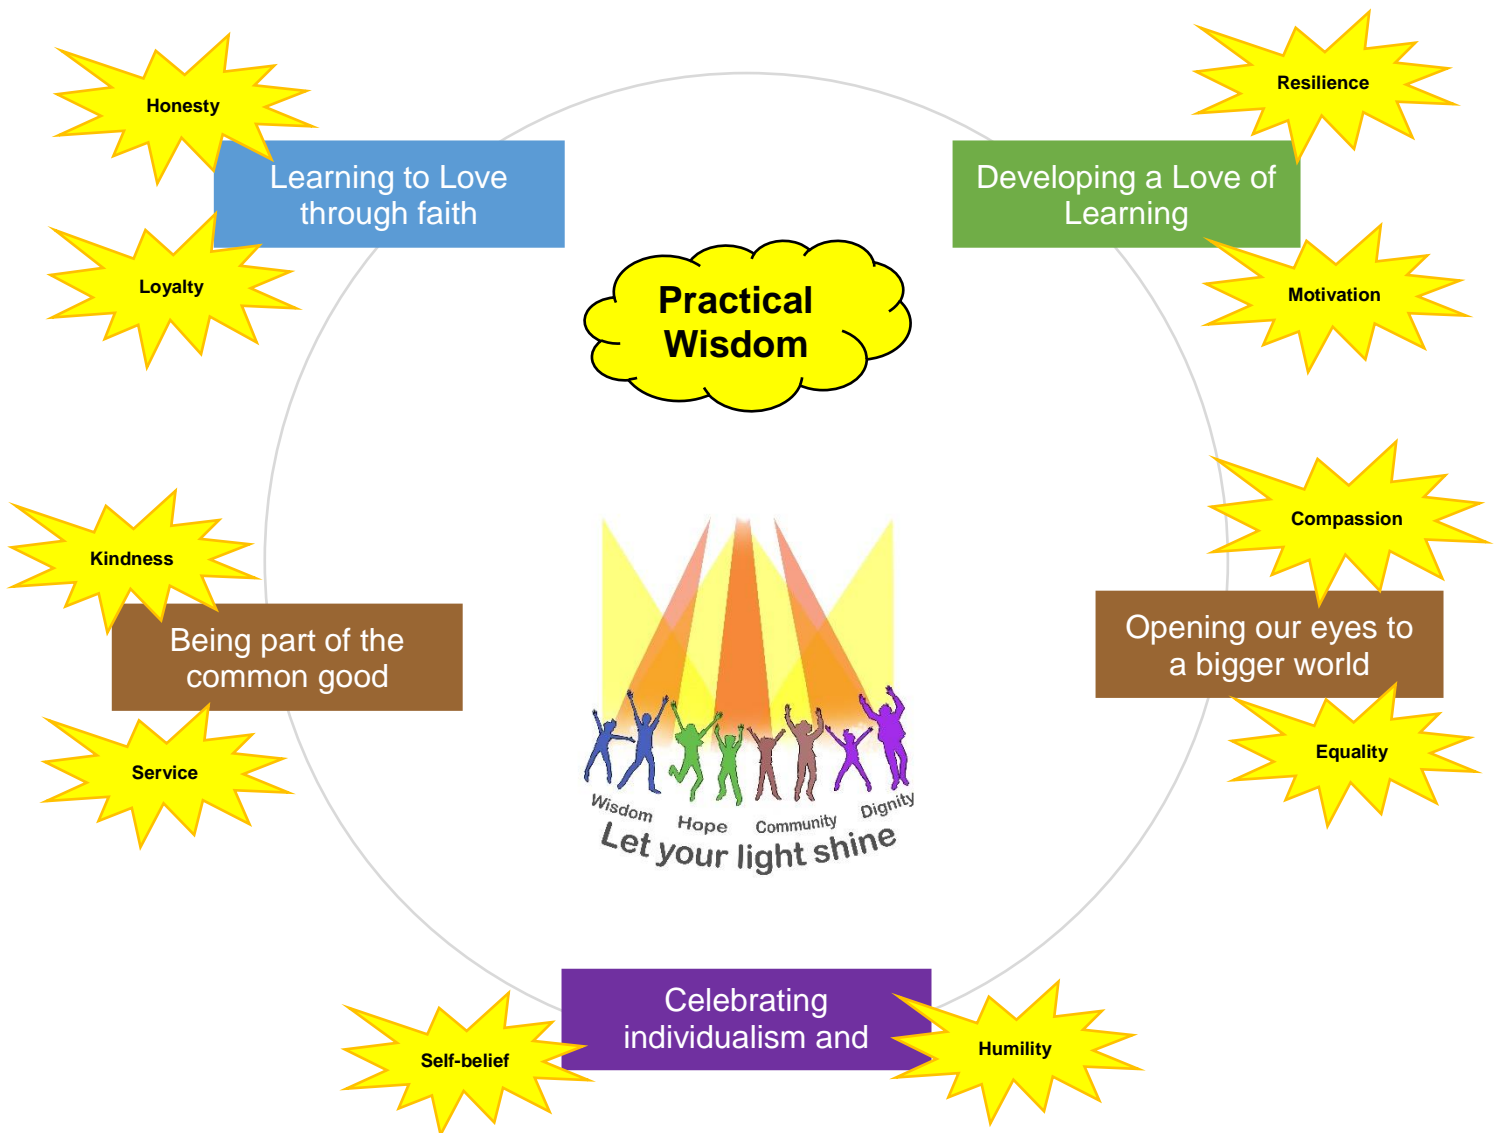 Honesty
Resilience
Learning to Love
through faith
Developing a Love of
Learning
Loyalty
Motivation
Practical
Wisdom
Compassion
Kindness
Being part of the
common good
Opening our eyes to
a bigger world
Service
Equality
Wisdom Hope Community Dignity
Let your light shine
Celebrating
individualism and
Self-belief
Humility